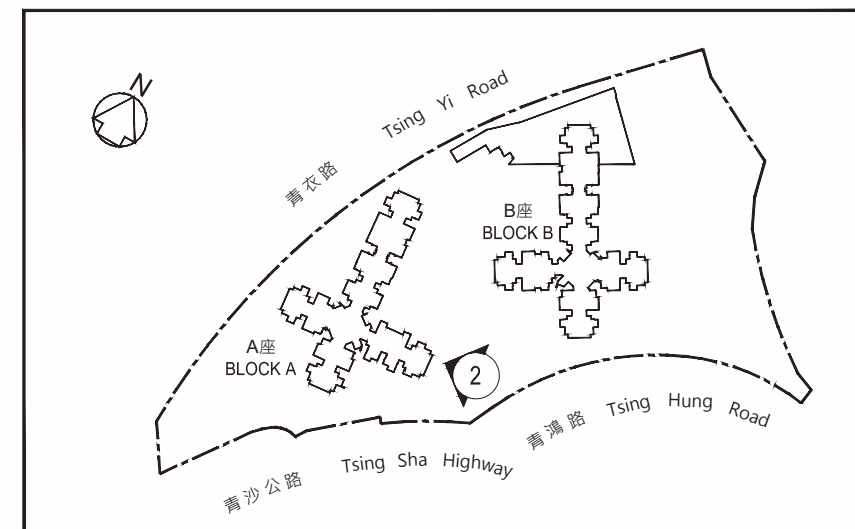 N
青衣路 Tsing Yi Road
B座
BLOCK B
A座
BLOCK A
2
青鴻路 Tsing Hung Road
青沙公路 Tsing Sha Highway